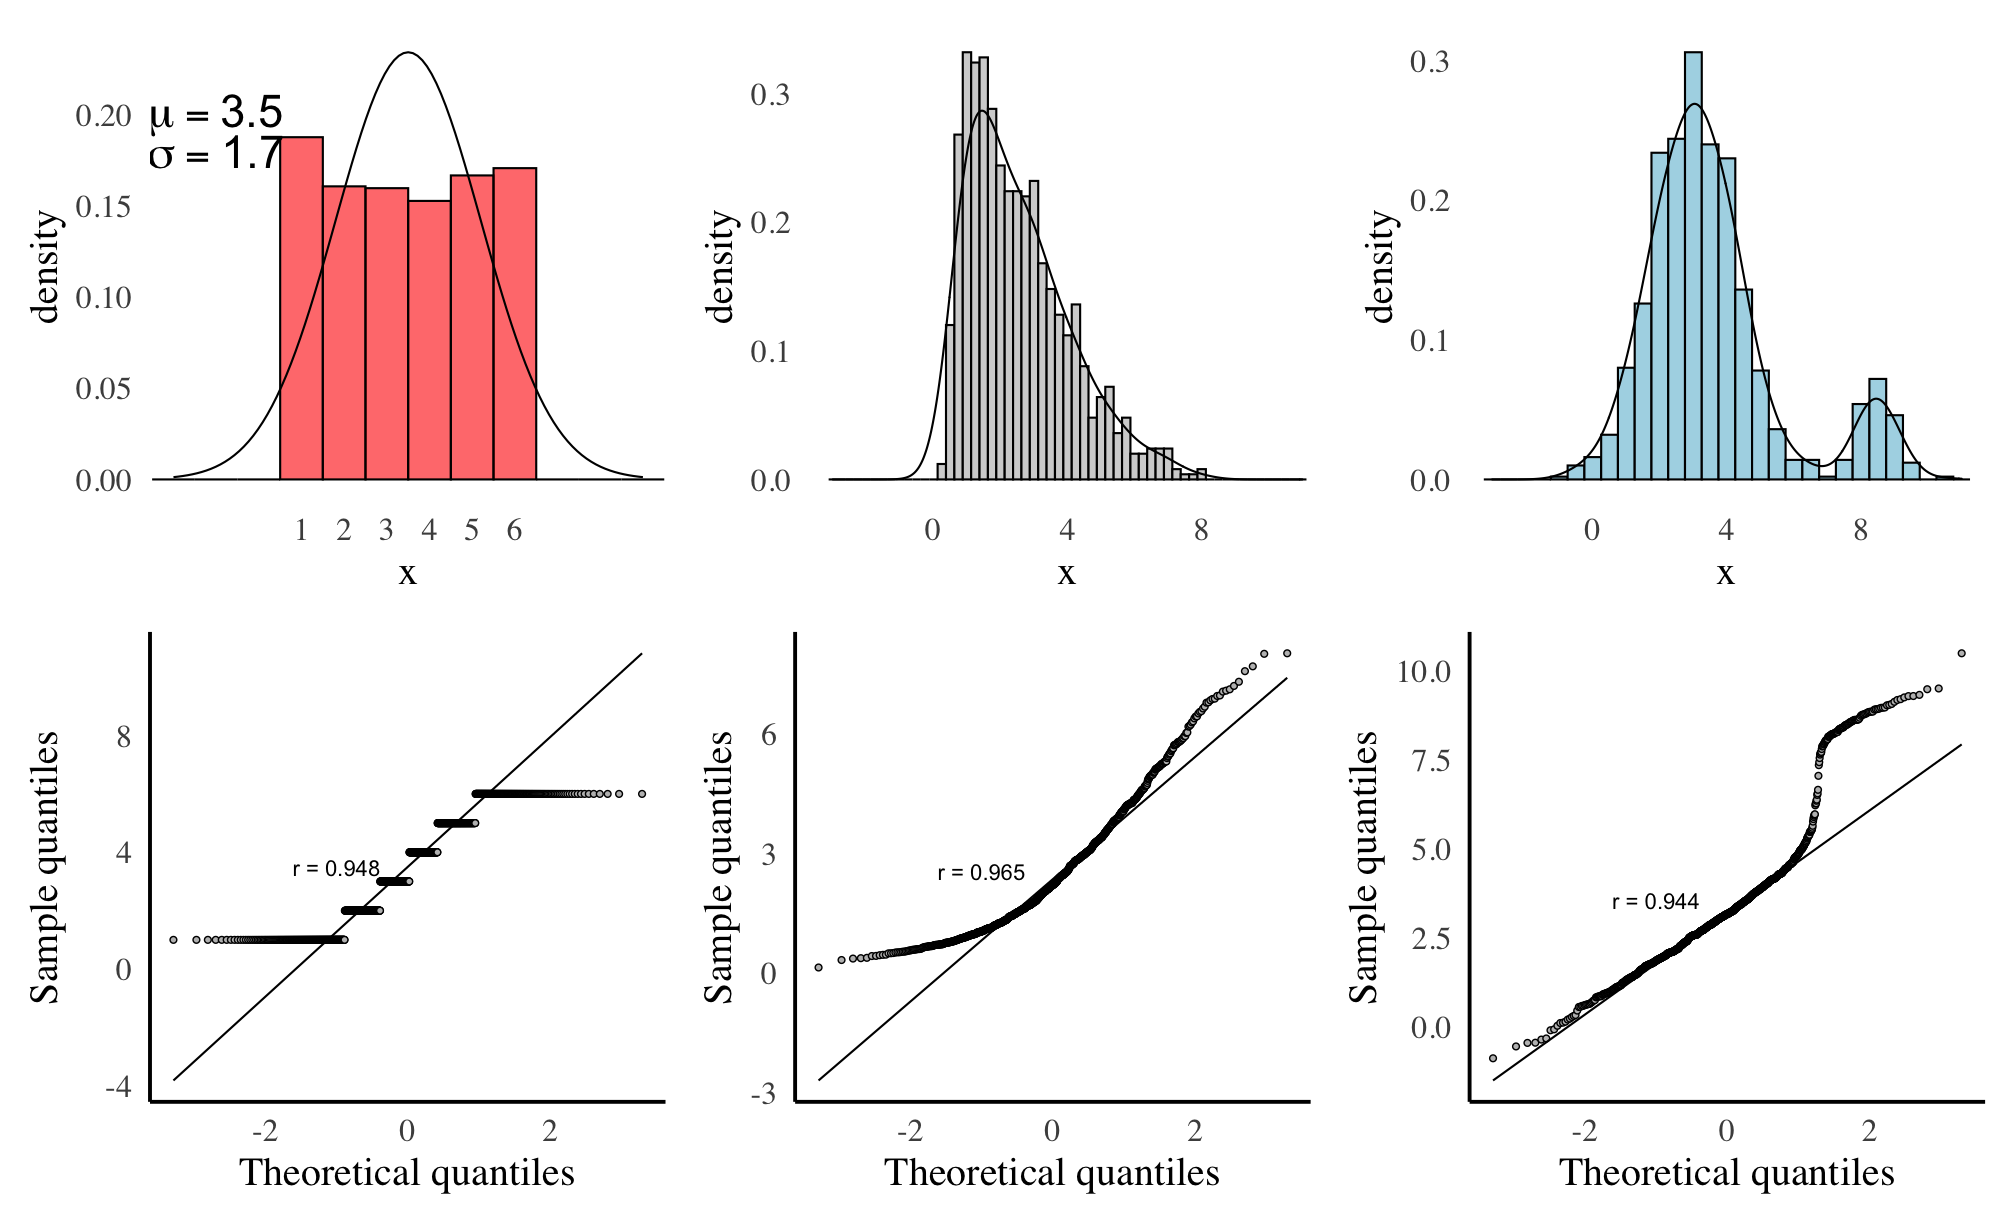 density
0.20
0.15
0.10
0.05
0.00
μ = 3.5
σ = 1.7
1 2 3 4 5 6
x
density
0.3
0.2
0.1
0.0
0 4 8
x
density
0.3
0.2
0.1
0.0
0 4 8
x
Sample quantiles
8
4
0
-4
r = 0.948
-2 0 2
Theoretical quantiles
Sample quantiles
6
3
0
-3
r = 0.965
-2 0 2
Theoretical quantiles
Sample quantiles
10.0
7.5
5.0
2.5
0.0
r = 0.944
-2 0 2
Theoretical quantiles